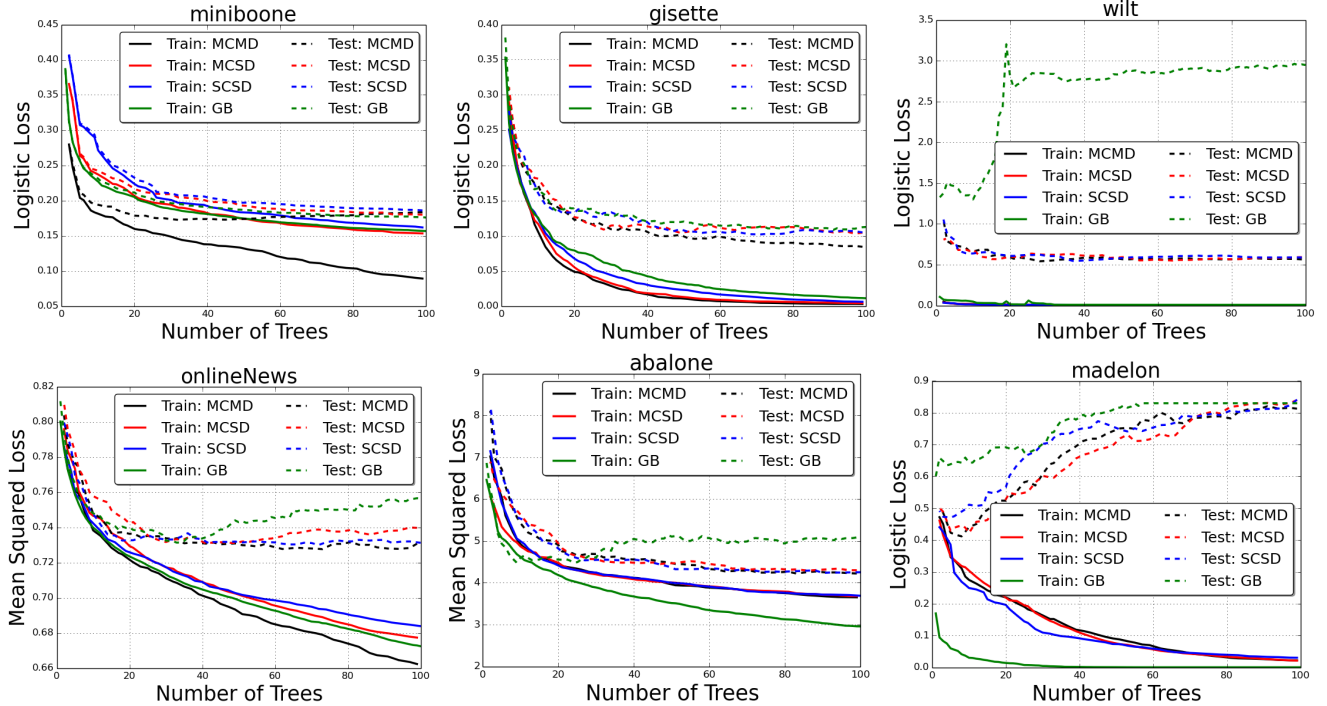 miniboone
0.50
0.45
0.40
0.35
0.30
0.25
0.20
0.15
0.10
0.05
Logistic Loss
Train: MCMD Test: MCMD
Train: MCSD Test: MCSD
Train: SCSD Test: SCSD
Train: GB Test: GB
0 20 40 60 80 100
Number of Trees
gisette
0.40
0.35
0.30
0.25
0.20
0.15
0.10
0.05
0.00
Logistic Loss
Train: MCMD Test: MCMD
Train: MCSD Test: MCSD
Train: SCSD Test: SCSD
Train: GB Test: GB
0 20 40 60 80 100
Number of Trees
wilt
3.5
3.0
2.5
2.0
1.5
1.0
0.5
0.0
Logistic Loss
Train: MCMD Test: MCMD
Train: MCSD Test: MCSD
Train: SCSD Test: SCSD
Train: GB Test: GB
0 20 40 60 80 100
Number of Trees
onlineNews
0.82
0.80
0.78
0.76
0.74
0.72
0.70
0.68
0.66
Mean Squared Loss
Train: MCMD Test: MCMD
Train: MCSD Test: MCSD
Train: SCSD Test: SCSD
Train: GB Test: GB
0 20 40 60 80 100
Number of Trees
abalone
9
8
7
6
5
4
3
2
Mean Squared Loss
Train: MCMD Test: MCMD
Train: MCSD Test: MCSD
Train: SCSD Test: SCSD
Train: GB Test: GB
0 20 40 60 80 100
Number of Trees
madelon
0.9
0.8
0.7
0.6
0.5
0.4
0.3
0.2
0.1
0.0
Logistic Loss
Train: MCMD Test: MCMD
Train: MCSD Test: MCSD
Train: SCSD Test: SCSD
Train: GB Test: GB
0 20 40 60 80 100
Number of Trees